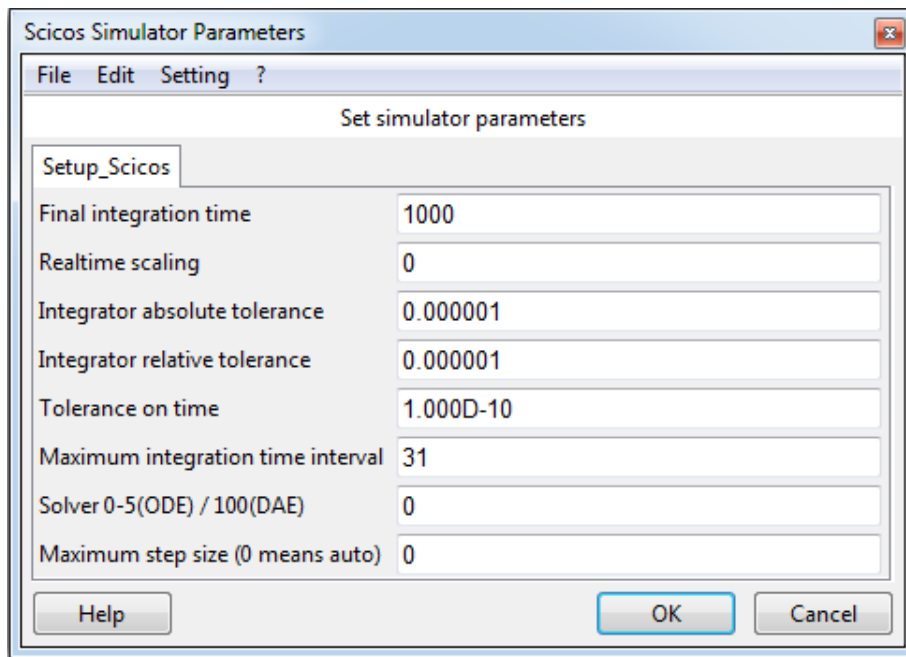 Scicos Simulator Parameters
File Edit Setting ?
Set simulator parameters
Setup_Scicos
Final integration time 1000
Realtime scaling 0
Integrator absolute tolerance 0.000001
Integrator relative tolerance 0.000001
Tolerance on time 1.000D-10
Maximum integration time interval 31
Solver 0-5(ODE) / 100(DAE) 0
Maximum step size (0 means auto) 0
Help OK Cancel